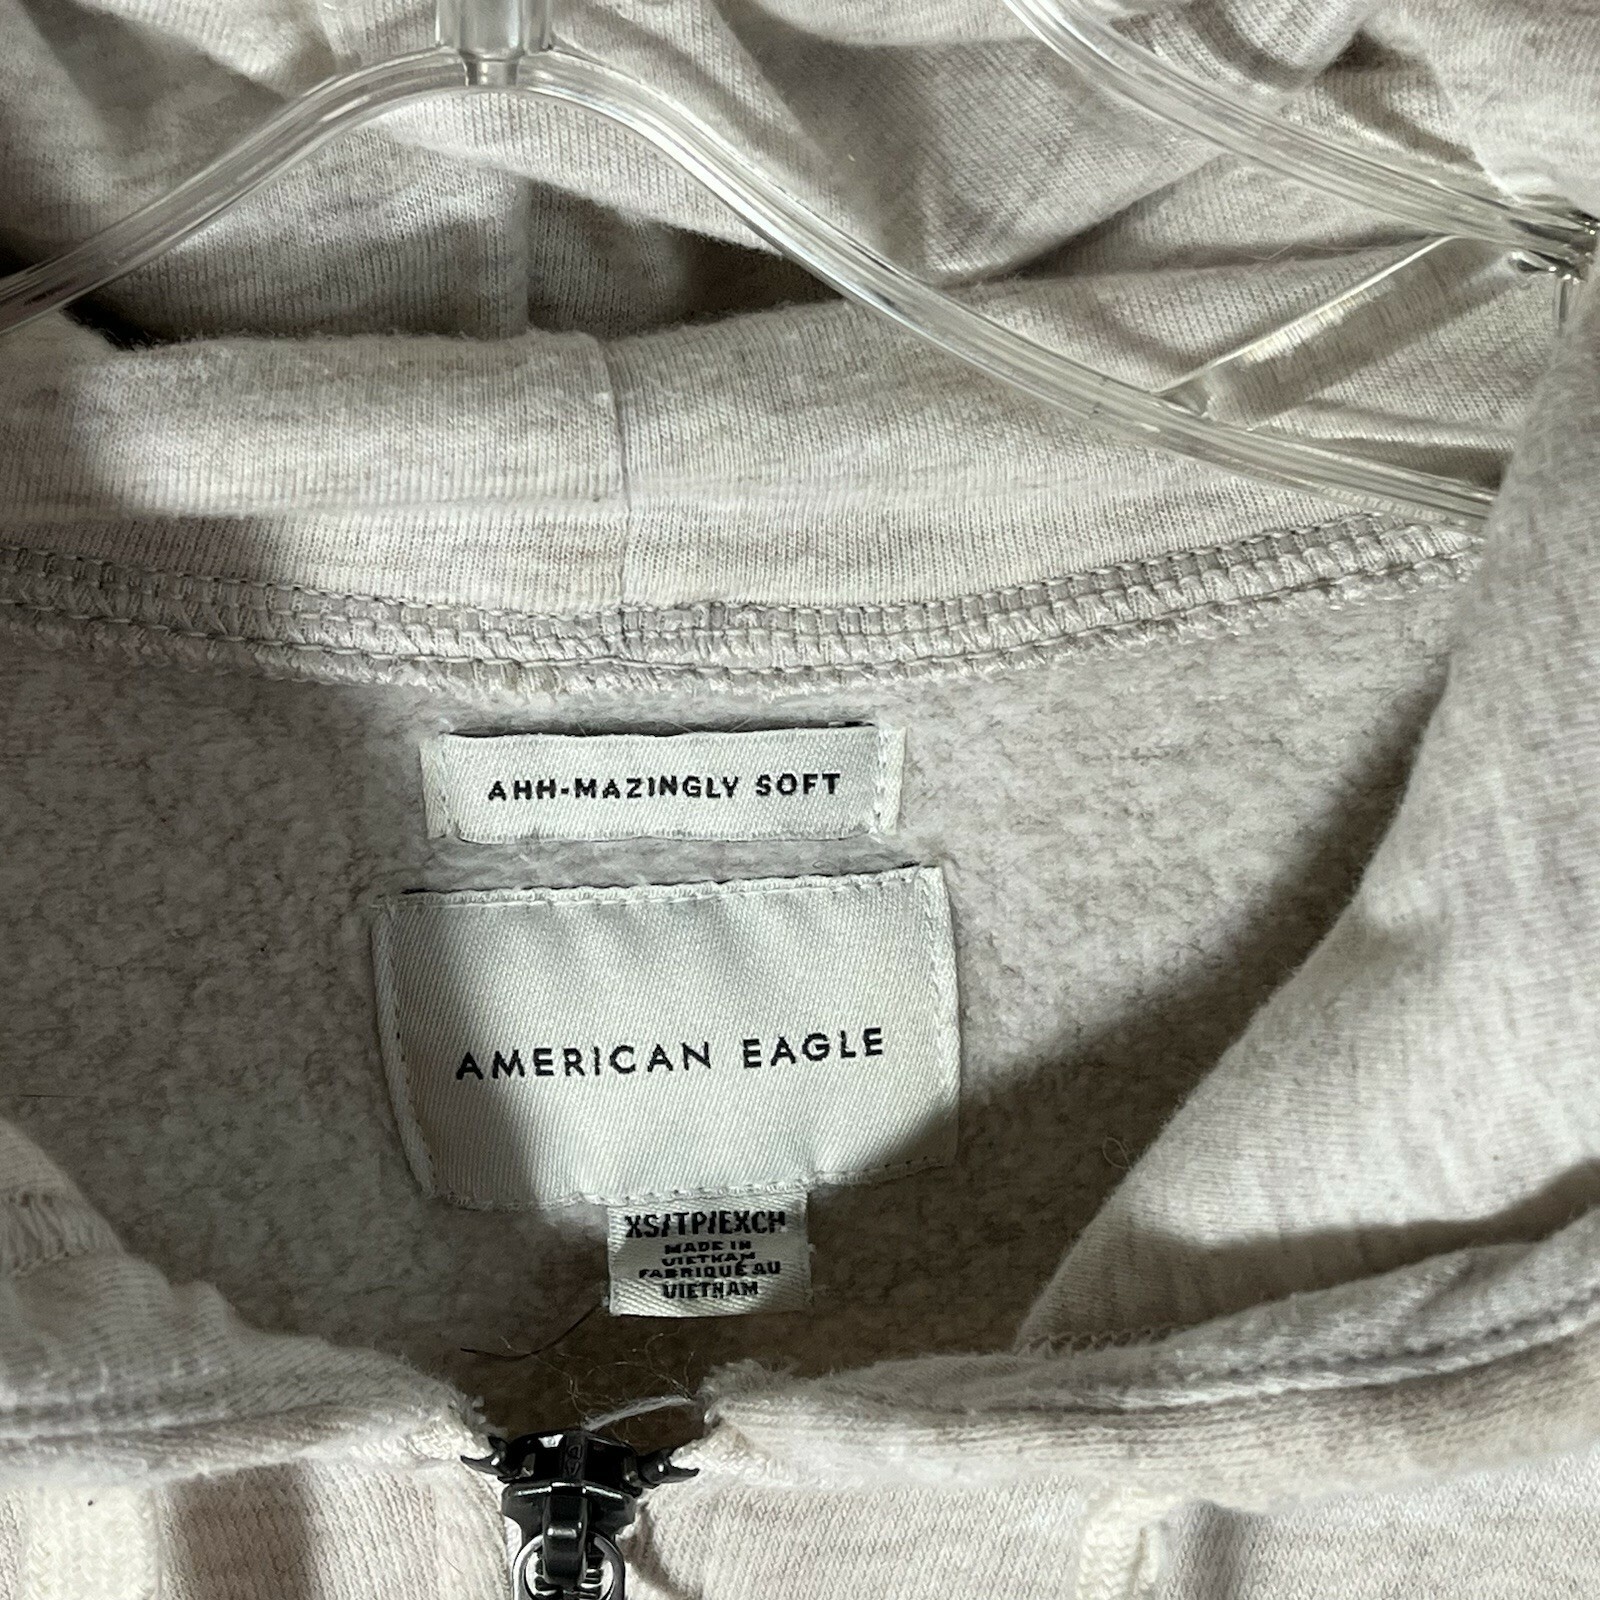 AHH-MAZINGLY SOFT
AMERICAN EAGLE
XS/TP/EXCH
MADE IN
VIETNAM
FABRIQUÉ AU
VIETNAM